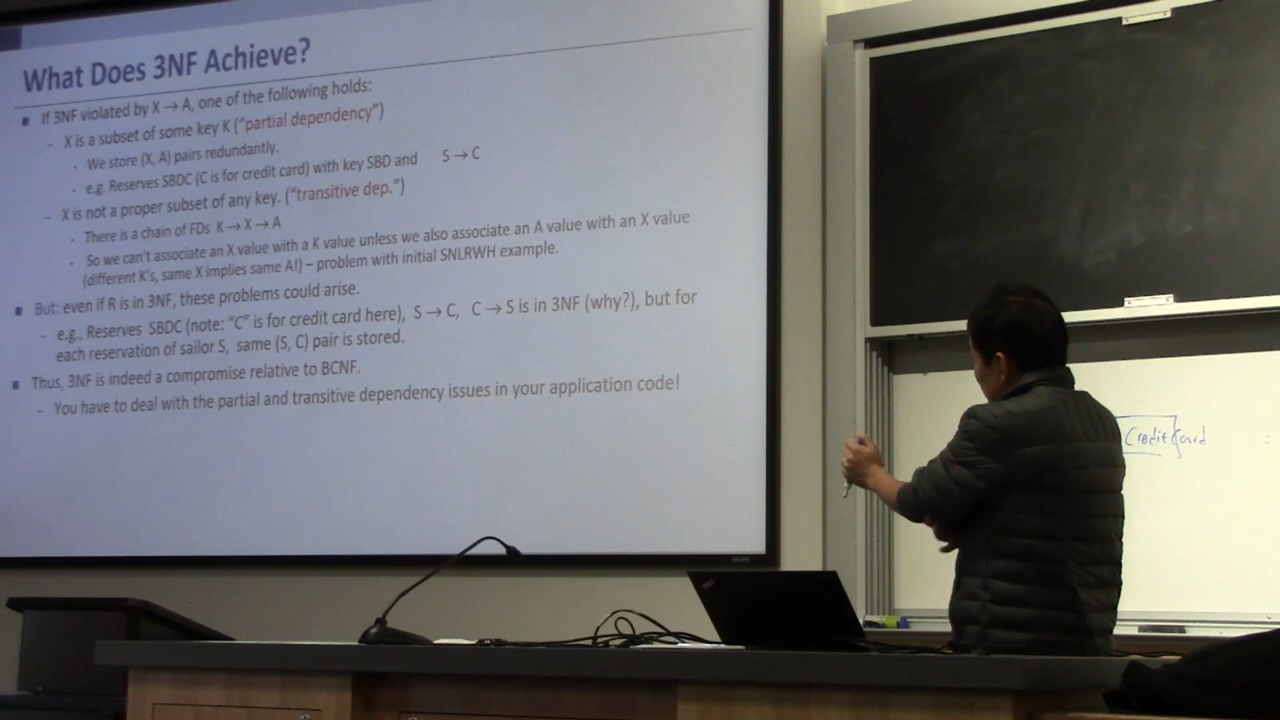 What Does 3NF Achieve?
▪ If 3NF violated by X → A, one of the following holds:
– X is a subset of some key K (“partial dependency”)
• We store (X, A) pairs redundantly.
• e.g. Reserves SBDC (C is for credit card) with key SBD and S → C
– X is not a proper subset of any key. (“transitive dep.”)
• There is a chain of FDs K → X → A
• So we can't associate an X value with a K value unless we also associate an A value with an X value
(different K's, same X implies same A!) – problem with initial SNLRWH example.
▪ But: even if R is in 3NF, these problems could arise.
– e.g., Reserves SBDC (note: “C” is for credit card here), S → C, C → S is in 3NF (why?), but for
each reservation of sailor S, same (S, C) pair is stored.
▪ Thus, 3NF is indeed a compromise relative to BCNF.
– You have to deal with the partial and transitive dependency issues in your application code!
Credit Card